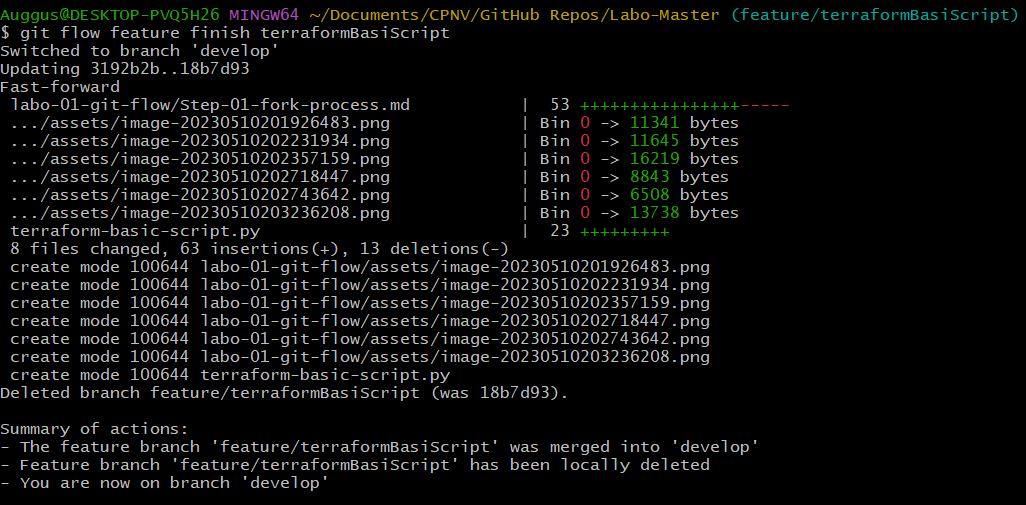 Auggus@DESKTOP-PVQ5H26 MINGW64 ~/Documents/CPNV/GitHub Repos/Labo-Master (feature/terraformBasiScript)
$ git flow feature finish terraformBasiScript
Switched to branch 'develop'
Updating 3192b2b..18b7d93
Fast-forward
 labo-01-git-flow/Step-01-fork-process.md           |  53 ++++++++++++++++-----
 .../assets/image-20230510201926483.png             | Bin 0 -> 11341 bytes
 .../assets/image-20230510202231934.png             | Bin 0 -> 11645 bytes
 .../assets/image-20230510202357159.png             | Bin 0 -> 16219 bytes
 .../assets/image-20230510202718447.png             | Bin 0 -> 8843 bytes
 .../assets/image-20230510202743642.png             | Bin 0 -> 6508 bytes
 .../assets/image-20230510203236208.png             | Bin 0 -> 13738 bytes
 terraform-basic-script.py                          |  23 +++++++++
 8 files changed, 63 insertions(+), 13 deletions(-)
 create mode 100644 labo-01-git-flow/assets/image-20230510201926483.png
 create mode 100644 labo-01-git-flow/assets/image-20230510202231934.png
 create mode 100644 labo-01-git-flow/assets/image-20230510202357159.png
 create mode 100644 labo-01-git-flow/assets/image-20230510202718447.png
 create mode 100644 labo-01-git-flow/assets/image-20230510202743642.png
 create mode 100644 labo-01-git-flow/assets/image-20230510203236208.png
 create mode 100644 terraform-basic-script.py
Deleted branch feature/terraformBasiScript (was 18b7d93).

Summary of actions:
- The feature branch 'feature/terraformBasiScript' was merged into 'develop'
- Feature branch 'feature/terraformBasiScript' has been locally deleted
- You are now on branch 'develop'